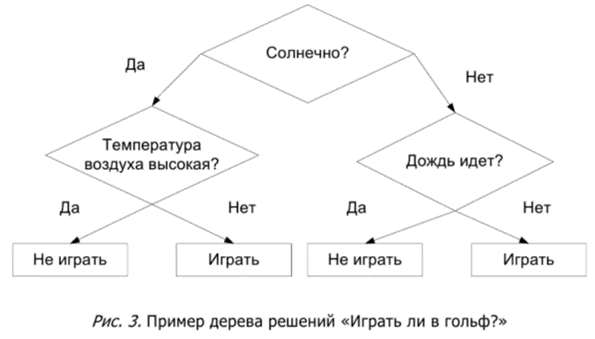 Солнечно?
Да
Нет
Температура
воздуха высокая?
Дождь идет?
Да
Нет
Да
Нет
Не играть
Играть
Не играть
Играть
Рис. 3. Пример дерева решений «Играть ли в гольф?»